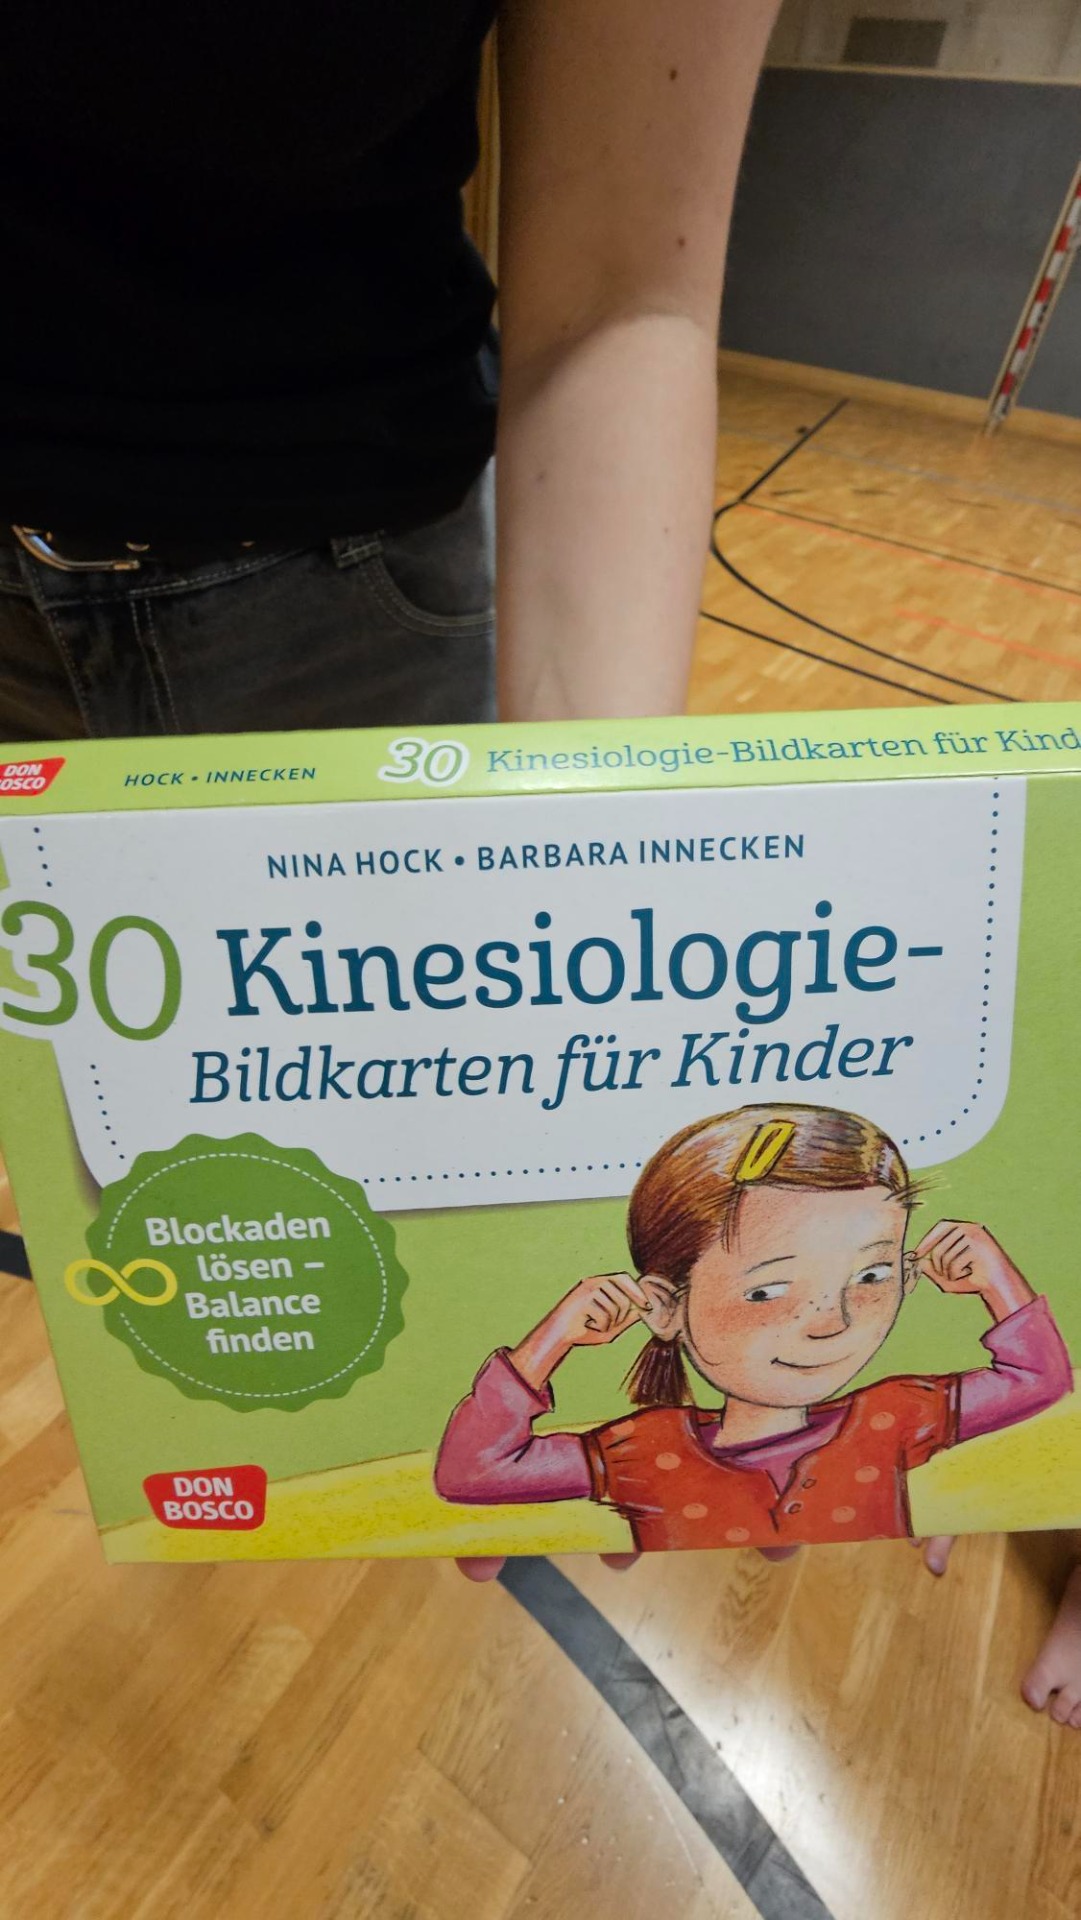 DON
BOSCO
HOCK • INNECKEN
30 Kinesiologie-Bildkarten für Kind
NINA HOCK • BARBARA INNECKEN
30 Kinesiologie-
Bildkarten für Kinder
Blockaden
lösen –
Balance
finden
DON
BOSCO